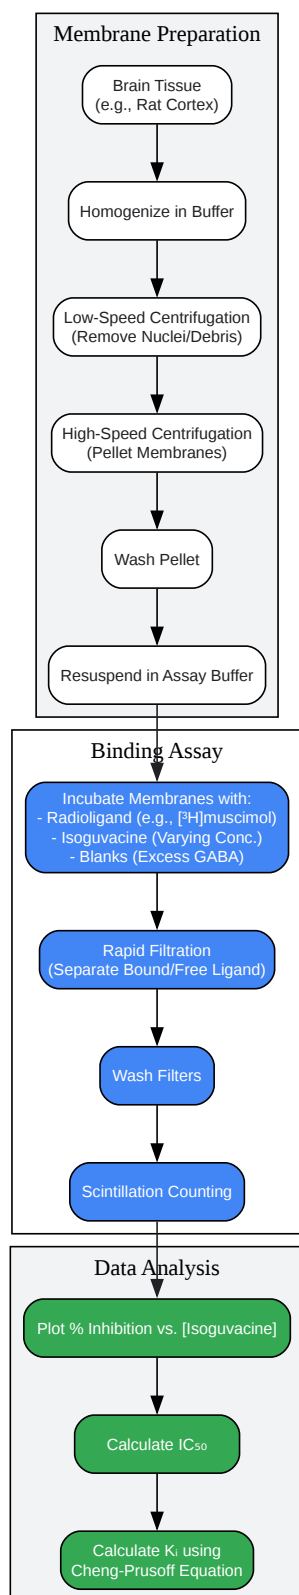 Membrane Preparation
Brain Tissue
(e.g., Rat Cortex)
Homogenize in Buffer
Low-Speed Centrifugation
(Remove Nuclei/Debris)
High-Speed Centrifugation
(Pellet Membranes)
Wash Pellet
Resuspend in Assay Buffer
Binding Assay
Incubate Membranes with:
- Radioligand (e.g., [³H]muscimol)
- Isoguvacine (Varying Conc.)
- Blanks (Excess GABA)
Rapid Filtration
(Separate Bound/Free Ligand)
Wash Filters
Scintillation Counting
Data Analysis
Plot % Inhibition vs. [Isoguvacine]
Calculate IC₅₀
Calculate Kᵢ using
Cheng-Prusoff Equation